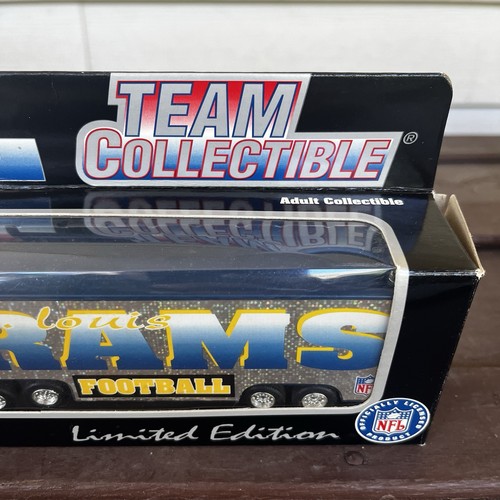 TEAM
COLLECTIBLE®
Adult Collectible
. Louis
RAMS
FOOTBALL
NFL
Limited Edition
OFFICIALLY LICENSED
NFL
PRODUCT